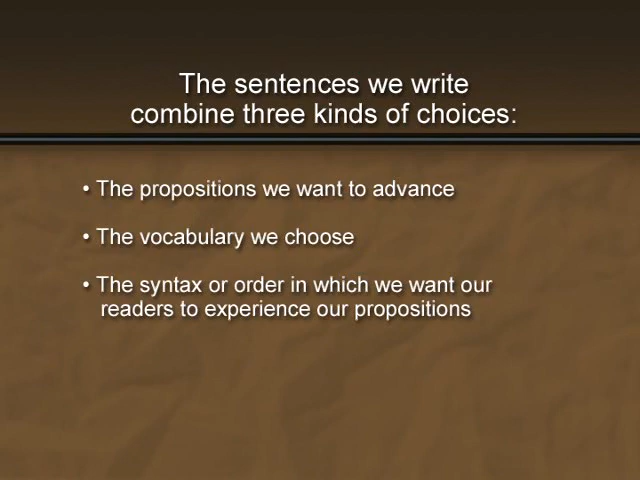 The sentences we write
combine three kinds of choices:
• The propositions we want to advance
• The vocabulary we choose
• The syntax or order in which we want our
readers to experience our propositions